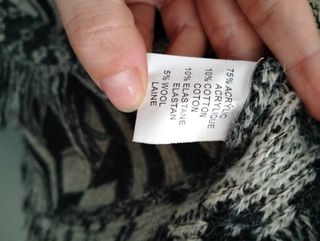 75% ACRYLIC
ACRYLIQUE
10% COTTON
COTON
10% ELASTANE
ELASTAN
5% WOOL
LAINE